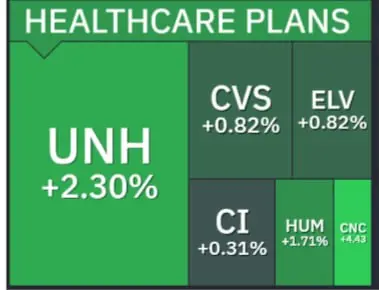 HEALTHCARE PLANS
UNH
+2.30%
CVS
+0.82%
ELV
+0.82%
CI
+0.31%
HUM
+1.71%
CNC
+4.43